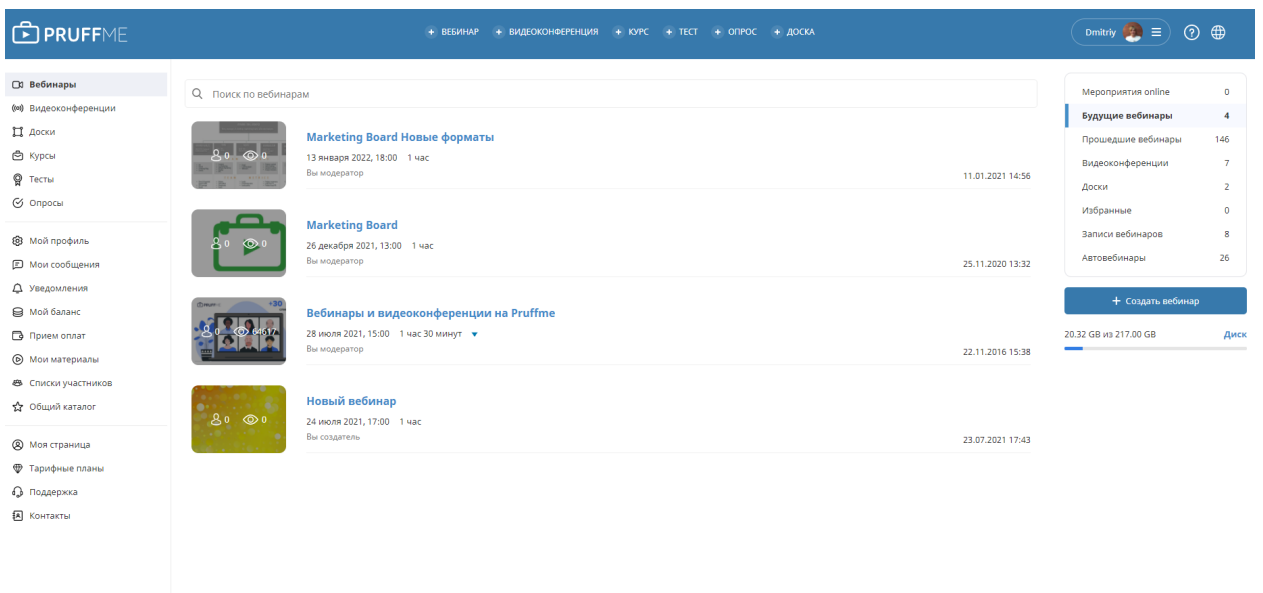 PRUFFME
ВЕБИНАР
ВИДЕОКОНФЕРЕНЦИЯ
КУРС
ТЕСТ
ОПРОС
ДОСКА
Dmitriy
Вебинары
Видеоконференции
Доски
Курсы
Тесты
Опросы
Мой профиль
Мои сообщения
Уведомления
Мой баланс
Прием оплат
Мои материалы
Списки участников
Общий каталог
Моя страница
Тарифные планы
Поддержка
Контакты
Поиск по вебинарам
0 0
Marketing Board Новые форматы
13 января 2022, 18:00 1 час
Вы модератор
11.01.2021 14:56
0 0
Marketing Board
26 декабря 2021, 13:00 1 час
Вы модератор
25.11.2020 13:32
PRUFFME +30
0 64617
Вебинары и видеоконференции на Pruffme
28 июля 2021, 15:00 1 час 30 минут
Вы модератор
22.11.2016 15:38
0 0
Новый вебинар
24 июля 2021, 17:00 1 час
Вы создатель
23.07.2021 17:43
Мероприятия online 0
Будущие вебинары 4
Прошедшие вебинары 146
Видеоконференции 7
Доски 2
Избранные 0
Записи вебинаров 8
Автовебинары 26
+ Создать вебинар
20.32 GB из 217.00 GB Диск